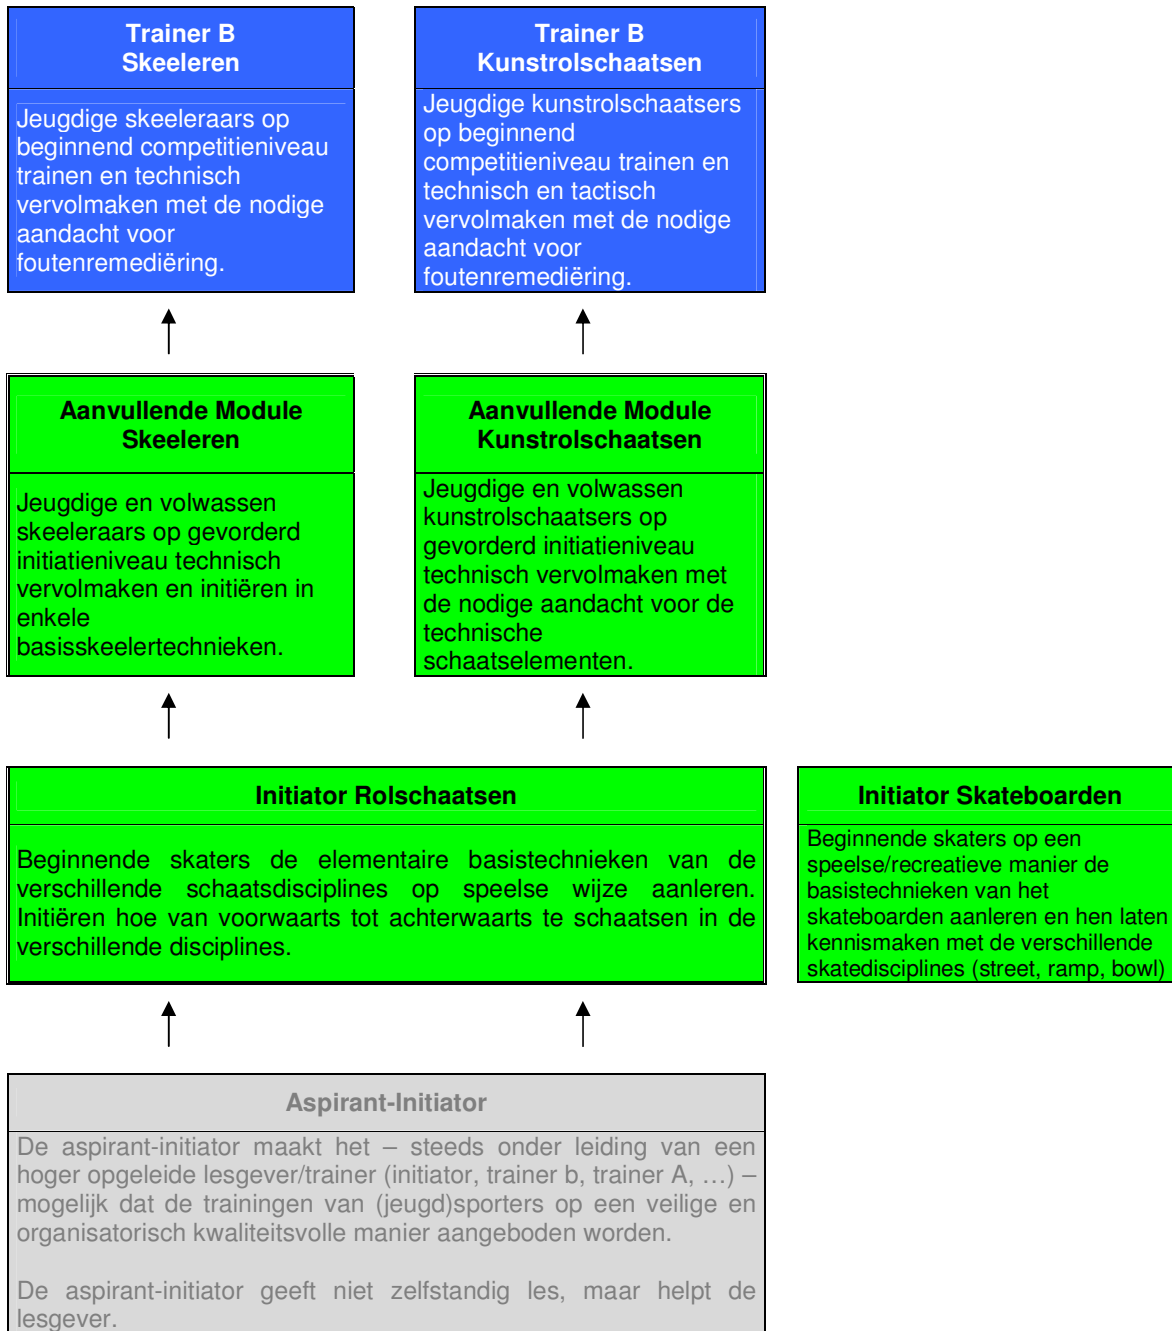 Trainer B
Skeeleren
Jeugdige skeeleraars op
beginnend competitieniveau
trainen en technisch
vervolmaken met de nodige
aandacht voor
foutenremediëring.
Trainer B
Kunstrolschaatsen
Jeugdige kunstrolschaatsers
op beginnend
competitieniveau trainen en
technisch en tactisch
vervolmaken met de nodige
aandacht voor
foutenremediëring.
Aanvullende Module
Skeeleren
Jeugdige en volwassen
skeeleraars op gevorderd
initiatieniveau technisch
vervolmaken en initiëren in
enkele
basisskeelertechnieken.
Aanvullende Module
Kunstrolschaatsen
Jeugdige en volwassen
kunstrolschaatsers op
gevorderd initiatieniveau
technisch vervolmaken met
de nodige aandacht voor de
technische
schaatselementen.
Initiator Rolschaatsen
Beginnende skaters de elementaire basistechnieken van de
verschillende schaatsdisciplines op speelse wijze aanleren.
Initiëren hoe van voorwaarts tot achterwaarts te schaatsen in de
verschillende disciplines.
Initiator Skateboarden
Beginnende skaters op een
speelse/recreatieve manier de
basistechnieken van het
skateboarden aanleren en hen laten
kennismaken met de verschillende
skatedisciplines (street, ramp, bowl)
Aspirant-Initiator
De aspirant-initiator maakt het – steeds onder leiding van een
hoger opgeleide lesgever/trainer (initiator, trainer b, trainer A, …) –
mogelijk dat de trainingen van (jeugd)sporters op een veilige en
organisatorisch kwaliteitsvolle manier aangeboden worden.
De aspirant-initiator geeft niet zelfstandig les, maar helpt de
lesgever.